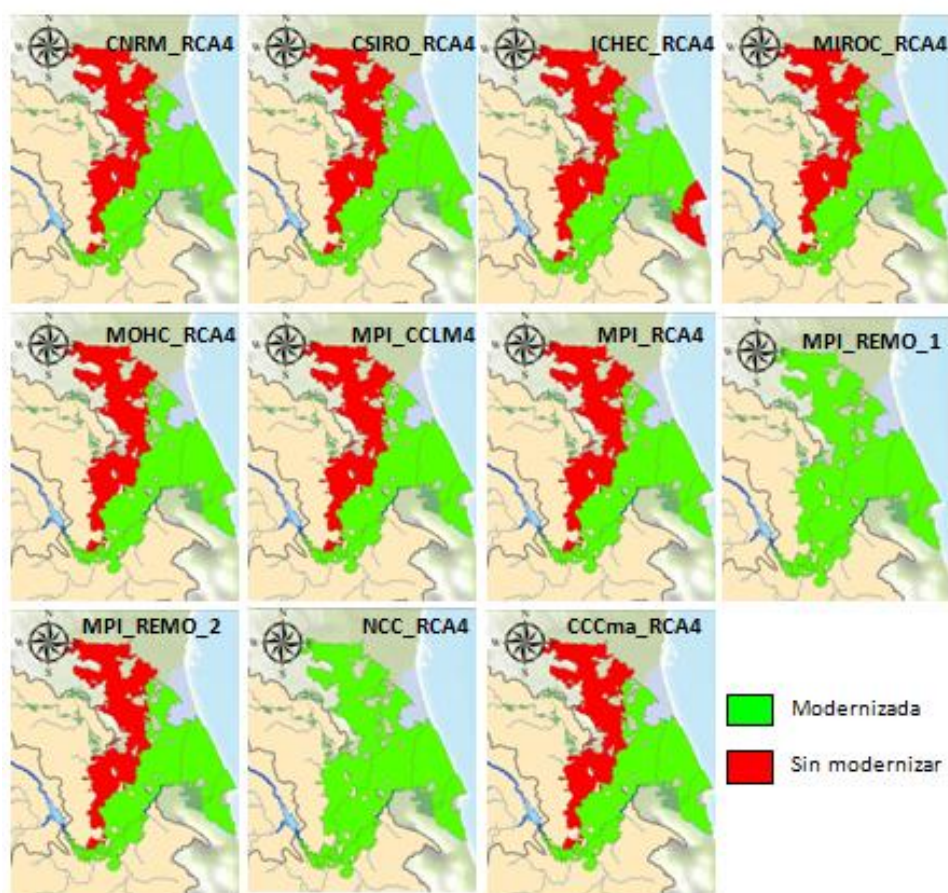 CNRM_RCA4
CSIRO_RCA4
ICHEC_RCA4
MIROC_RCA4
MOHC_RCA4
MPI_CCLM4
MPI_RCA4
MPI_REMO_1
MPI_REMO_2
NCC_RCA4
CCCma_RCA4
Modernizada
Sin modernizar